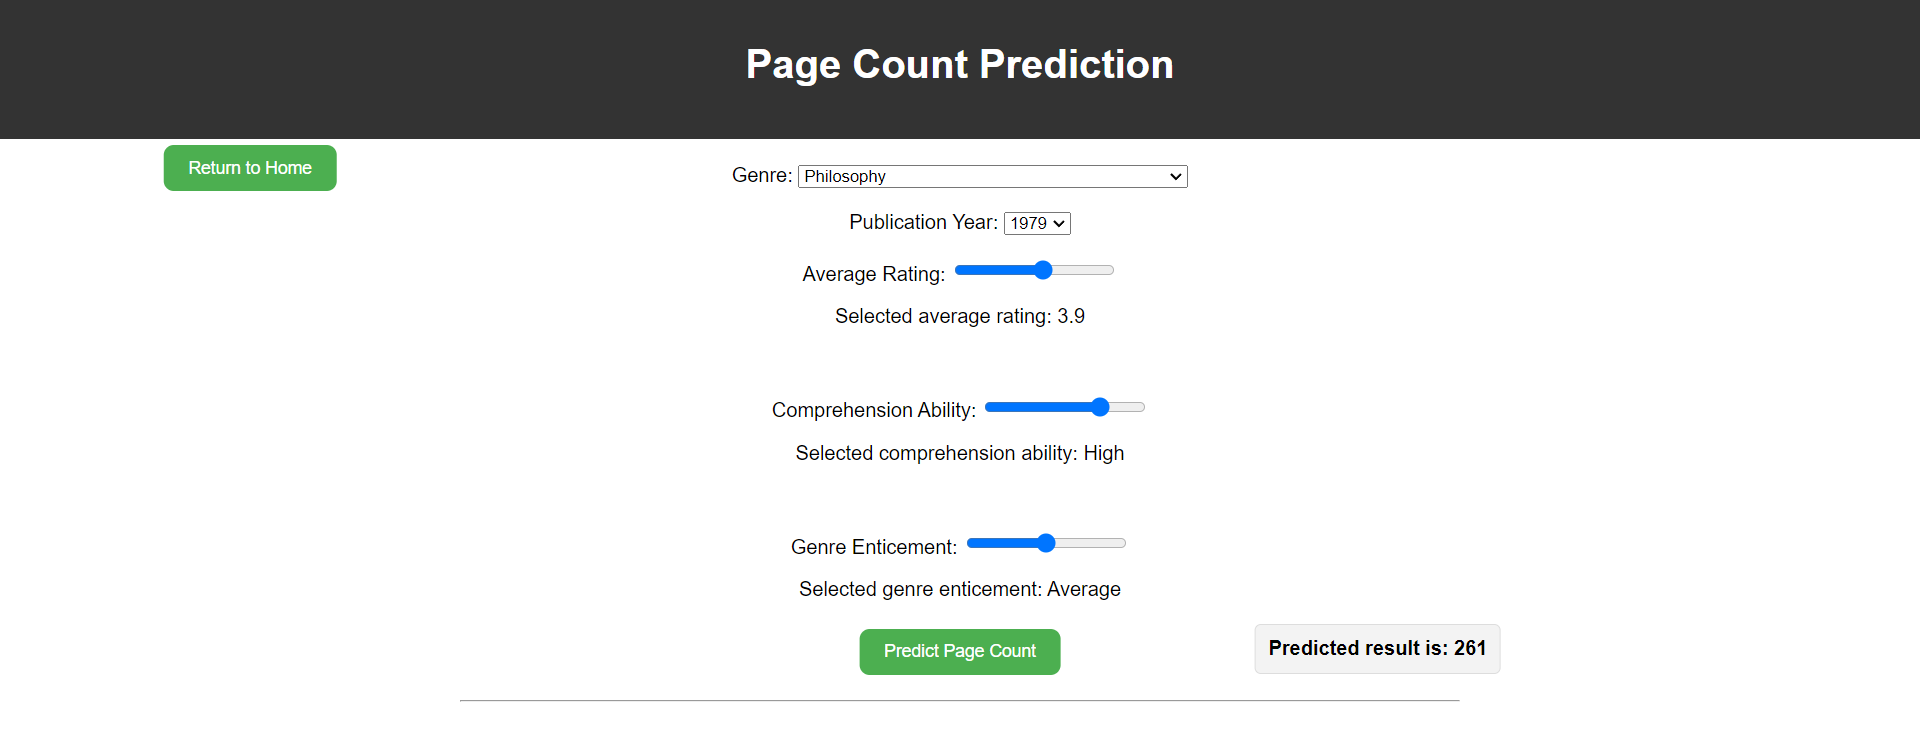 Page Count Prediction
Return to Home
Genre: Philosophy
Publication Year: 1979
Average Rating:
Selected average rating: 3.9
Comprehension Ability:
Selected comprehension ability: High
Genre Enticement:
Selected genre enticement: Average
Predict Page Count
Predicted result is: 261